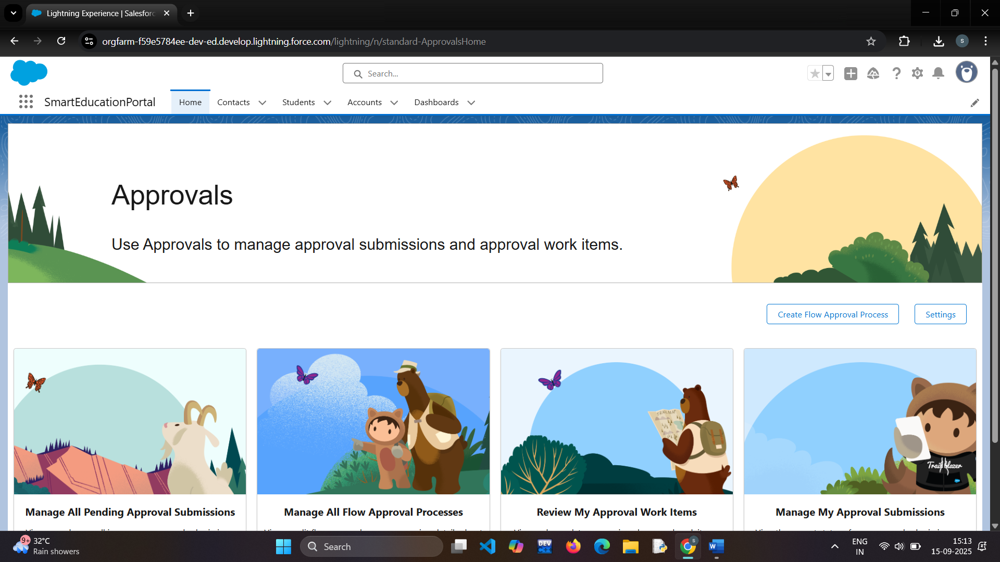 Lightning Experience | Salesforc
orgfarm-f59e5784ee-dev-ed.develop.lightning.force.com/lightning/n/standard-ApprovalsHome
S
Search...
SmartEducationPortal
Home
Contacts
Students
Accounts
Dashboards
Approvals
Use Approvals to manage approval submissions and approval work items.
Create Flow Approval Process
Settings
TRAILMAP
Trailblazer
Manage All Pending Approval Submissions
Manage All Flow Approval Processes
Review My Approval Work Items
Manage My Approval Submissions
9+
32°C
Rain showers
Search
DEV
C++
S
W
ENG
IN
15:13
15-09-2025